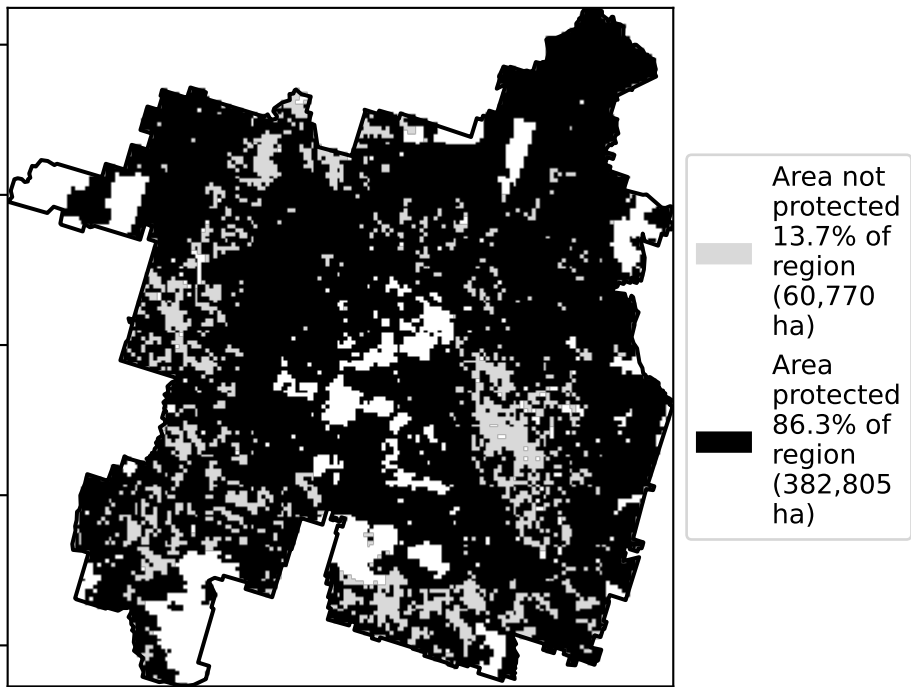 Area not
protected
13.7% of
region
(60,770
ha)
Area
protected
86.3% of
region
(382,805
ha)